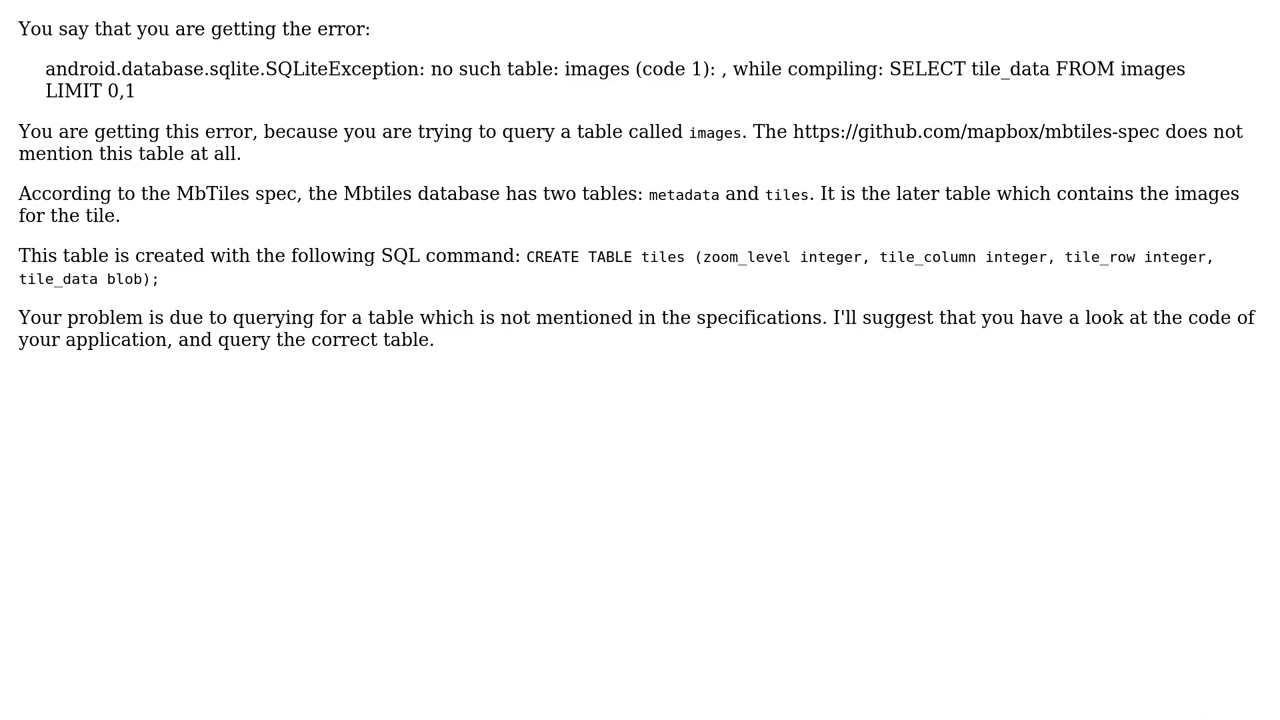 You say that you are getting the error:
android.database.sqlite.SQLiteException: no such table: images (code 1): , while compiling: SELECT tile_data FROM images
LIMIT 0,1
You are getting this error, because you are trying to query a table called images. The https://github.com/mapbox/mbtiles-spec does not
mention this table at all.
According to the MbTiles spec, the Mbtiles database has two tables: metadata and tiles. It is the later table which contains the images
for the tile.
This table is created with the following SQL command: CREATE TABLE tiles (zoom_level integer, tile_column integer, tile_row integer,
tile_data blob);
Your problem is due to querying for a table which is not mentioned in the specifications. I'll suggest that you have a look at the code of
your application, and query the correct table.